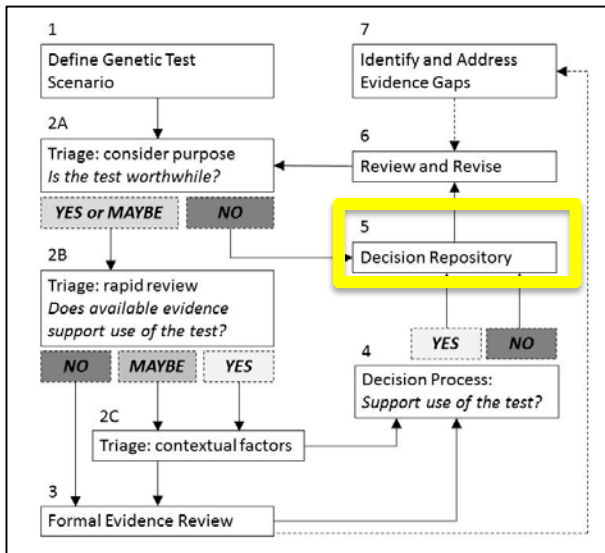 1
Define Genetic Test
Scenario
2A
Triage: consider purpose
Is the test worthwhile?
YES or MAYBE
NO
2B
Triage: rapid review
Does available evidence
support use of the test?
NO
MAYBE
YES
2C
Triage: contextual factors
3
Formal Evidence Review
7
Identify and Address
Evidence Gaps
6
Review and Revise
5
Decision Repository
YES
NO
4
Decision Process:
Support use of the test?